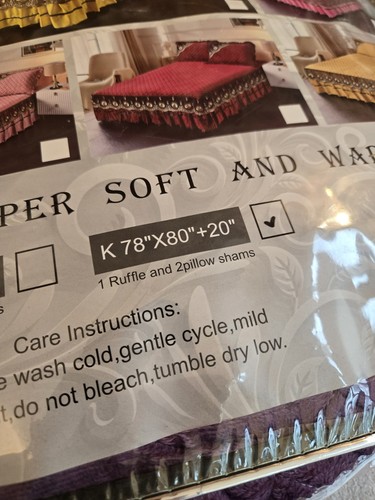 PER SOFT AND WAR
K 78"X80"+20"
1 Ruffle and 2pillow shams
s
Care Instructions:
e wash cold,gentle cycle,mild
t,do not bleach,tumble dry low.